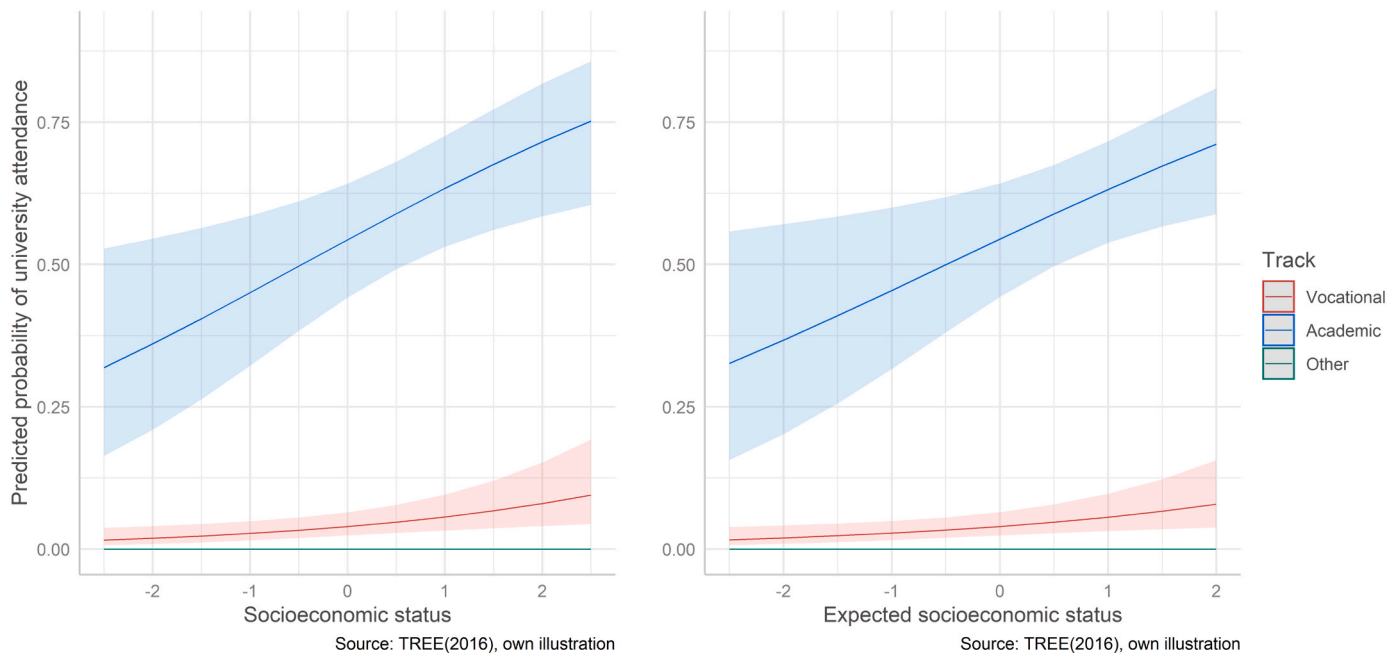 Predicted probability of university attendance
0.75
0.50
0.25
0.00
-2 -1 0 1 2
Socioeconomic status
Source: TREE(2016), own illustration
0.75
0.50
0.25
0.00
-2 -1 0 1 2
Expected socioeconomic status
Source: TREE(2016), own illustration
Track
Vocational
Academic
Other